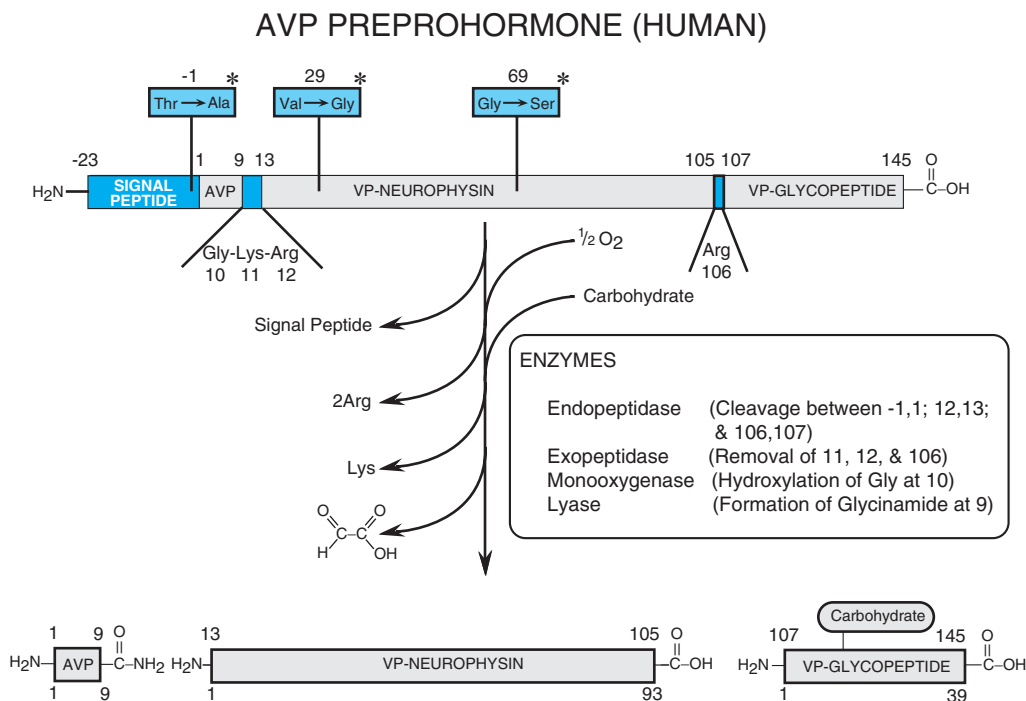 AVP PREPROHORMONE (HUMAN)
-1 * 29 * 69 *
Thr → Ala Val → Gly Gly → Ser
-23 1 9 13 105 107 145
H2N SIGNAL PEPTIDE AVP VP-NEUROPHYSIN VP-GLYCOPEPTIDE O C OH
Gly-Lys-Arg
10 11 12
Arg
106
1/2 O2
Carbohydrate
Signal Peptide
2Arg
Lys
O O
C-C
H OH
ENZYMES
Endopeptidase (Cleavage between -1,1; 12,13;
& 106,107)
Exopeptidase (Removal of 11, 12, & 106)
Monooxygenase (Hydroxylation of Gly at 10)
Lyase (Formation of Glycinamide at 9)
1 9 O
H2N AVP C NH2
1 9
13 105 O
H2N VP-NEUROPHYSIN C OH
1 93
Carbohydrate
107 145 O
H2N VP-GLYCOPEPTIDE C OH
1 39